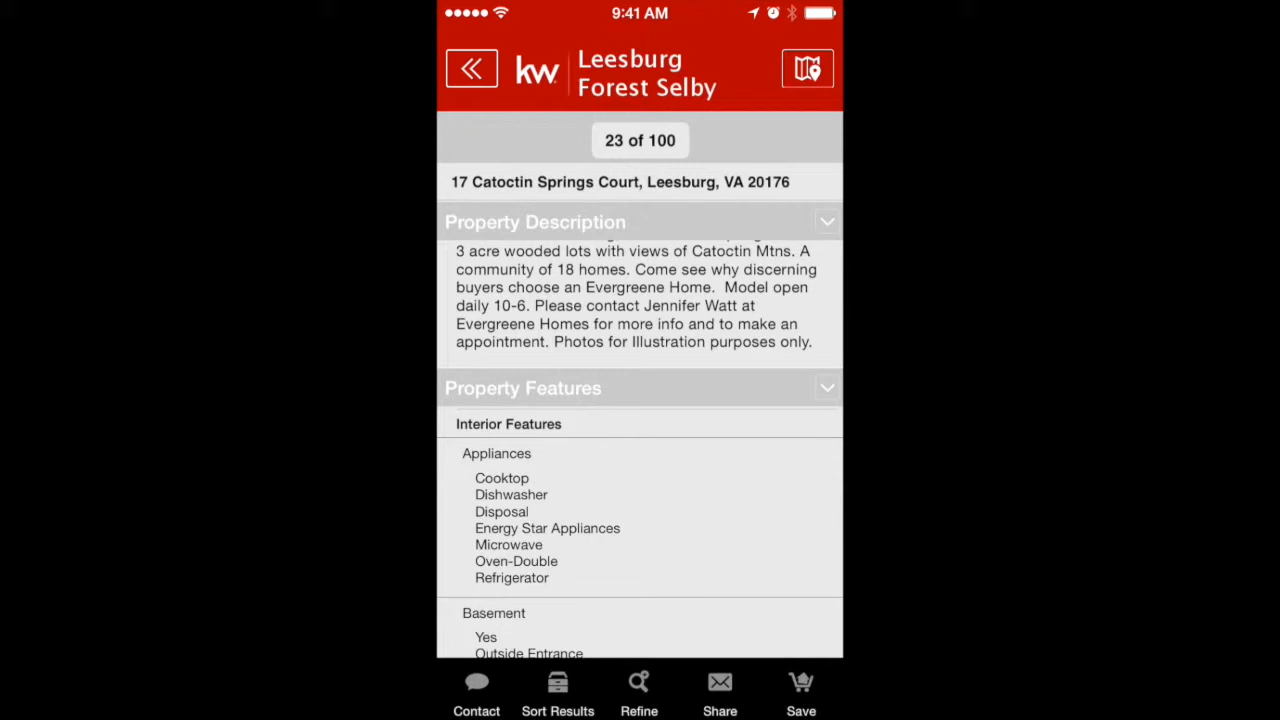 9:41 AM
kw Leesburg
Forest Selby
23 of 100
17 Catoctin Springs Court, Leesburg, VA 20176
Property Description
3 acre wooded lots with views of Catoctin Mtns. A
community of 18 homes. Come see why discerning
buyers choose an Evergreene Home. Model open
daily 10-6. Please contact Jennifer Watt at
Evergreene Homes for more info and to make an
appointment. Photos for Illustration purposes only.
Property Features
Interior Features
Appliances
Cooktop
Dishwasher
Disposal
Energy Star Appliances
Microwave
Oven-Double
Refrigerator
Basement
Yes
Outside Entrance
Contact Sort Results Refine Share Save